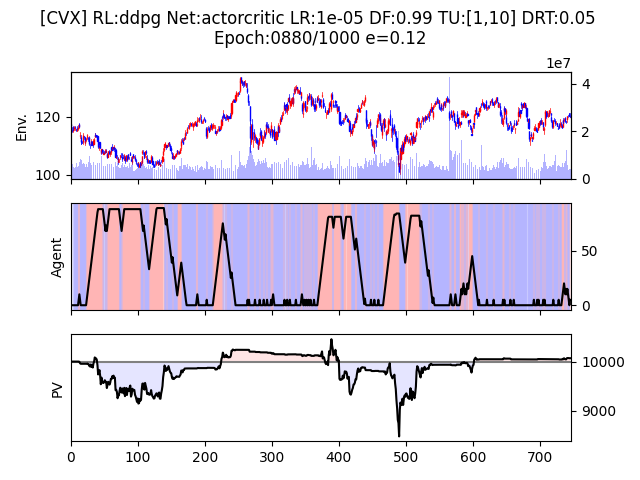 [CVX] RL:ddpg Net:actorcritic LR:1e-05 DF:0.99 TU:[1,10] DRT:0.05
Epoch:0880/1000 e=0.12
1e7
Env.
120
100
4
2
0
Agent
50
0
PV
10000
9000
0 100 200 300 400 500 600 700